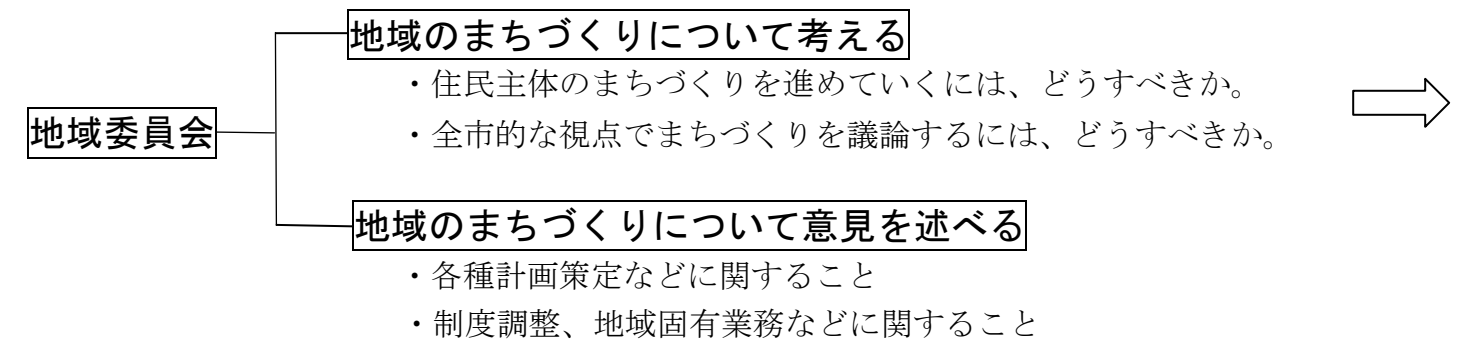 地域のまちづくりについて考える
・住民主体のまちづくりを進めていくには、どうすべきか。
・全市的な視点でまちづくりを議論するには、どうすべきか。
地域委員会
地域のまちづくりについて意見を述べる
・各種計画策定などに関すること
・制度調整、地域固有業務などに関すること